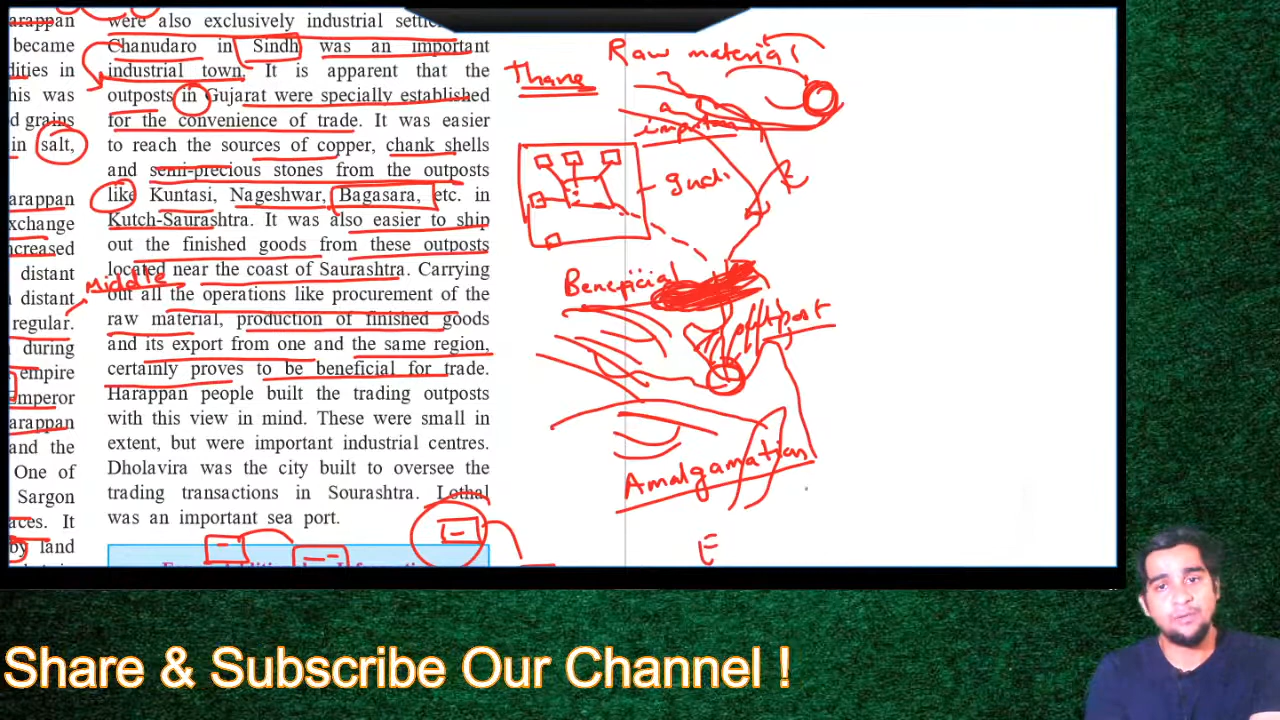 arappan
became
dities in
his was
d grains
in salt,
arappan
xchange
ncreased
distant
distant
regular.
during
empire
mperor
arappan
and the
One of
Sargon
aces. It
by land
were also exclusively industrial settle
Chanudaro in Sindh was an important
industrial town. It is apparent that the
outposts in Gujarat were specially established
for the convenience of trade. It was easier
to reach the sources of copper, chank shells
and semi-precious stones from the outposts
like Kuntasi, Nageshwar, Bagasara, etc. in
Kutch-Saurashtra. It was also easier to ship
out the finished goods from these outposts
located near the coast of Saurashtra. Carrying
out all the operations like procurement of the
raw material, production of finished goods
and its export from one and the same region,
certainly proves to be beneficial for trade.
Harappan people built the trading outposts
with this view in mind. These were small in
extent, but were important industrial centres.
Dholavira was the city built to oversee the
trading transactions in Sourashtra. Lothal
was an important sea port.
Middle
Raw material
Thane
Beneficial
outpost
Amalgamation
E
Share & Subscribe Our Channel !